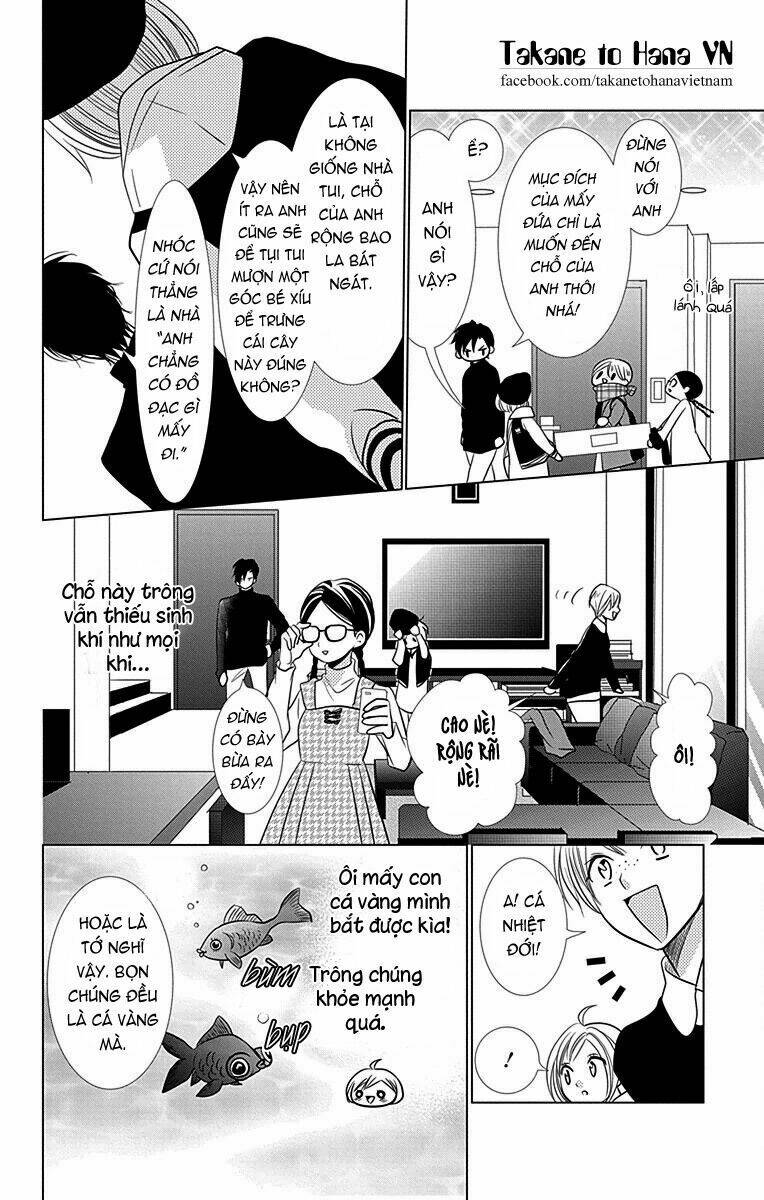 Takane to Hana VN
facebook.com/takanetohanavietnam
ĐỪNG
NÓI
VỚI
ANH
MỤC ĐÍCH
CỦA MẤY
ĐỨA CHỈ LÀ
MUỐN ĐẾN
CHỖ CỦA
ANH THÔI
NHÁ!
Ề?
ANH
NÓI
GÌ
VẬY?
ôi, lấp
lánh quá
LÀ TẠI
KHÔNG
GIỐNG NHÀ
TUI, CHỖ
CỦA ANH
RỘNG BAO
LA BÁT
NGÁT.
VẬY NÊN
ÍT RA ANH
CŨNG SẼ
ĐỂ TỤI TUI
MƯỢN MỘT
GÓC BÉ XÍU
ĐỂ TRƯNG
CÁI CÂY
NÀY ĐÚNG
KHÔNG?
NHÓC
CỨ NÓI
THẲNG
LÀ NHÀ
"ANH
CHẲNG
CÓ ĐỒ
ĐẠC GÌ
MẤY
ĐI."
ÔI!
CAO NÈ!
RỘNG RÃI
NÈ!
Chỗ này trông
vẫn thiếu sinh
khí như mọi
khi...
ĐỪNG
CÓ BÀY
BỪA RA
ĐẤY!
A! CÁ
NHIỆT
ĐỚI!
!
Ôi mấy con
cá vàng mình
bắt được kìa!
Trông chúng
khỏe mạnh
quá.
bùm
bụp
HOẶC LÀ
TỚ NGHĨ
VẬY. BỌN
CHÚNG ĐỀU
LÀ CÁ VÀNG
MÀ.